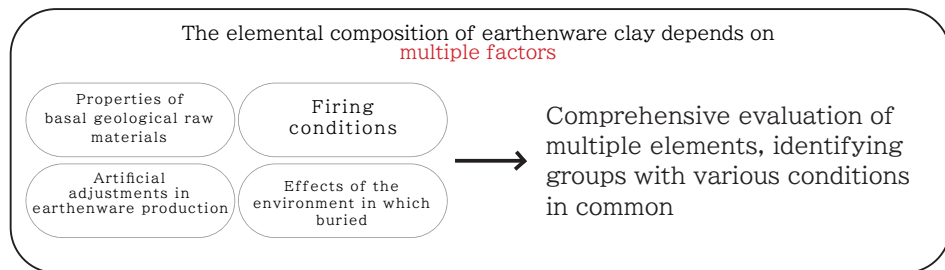 The elemental composition of earthenware clay depends on
multiple factors
Properties of
basal geological raw
materials
Firing
conditions
Artificial
adjustments in
earthenware production
Effects of the
environment in which
buried
Comprehensive evaluation of
multiple elements, identifying
groups with various conditions
in common